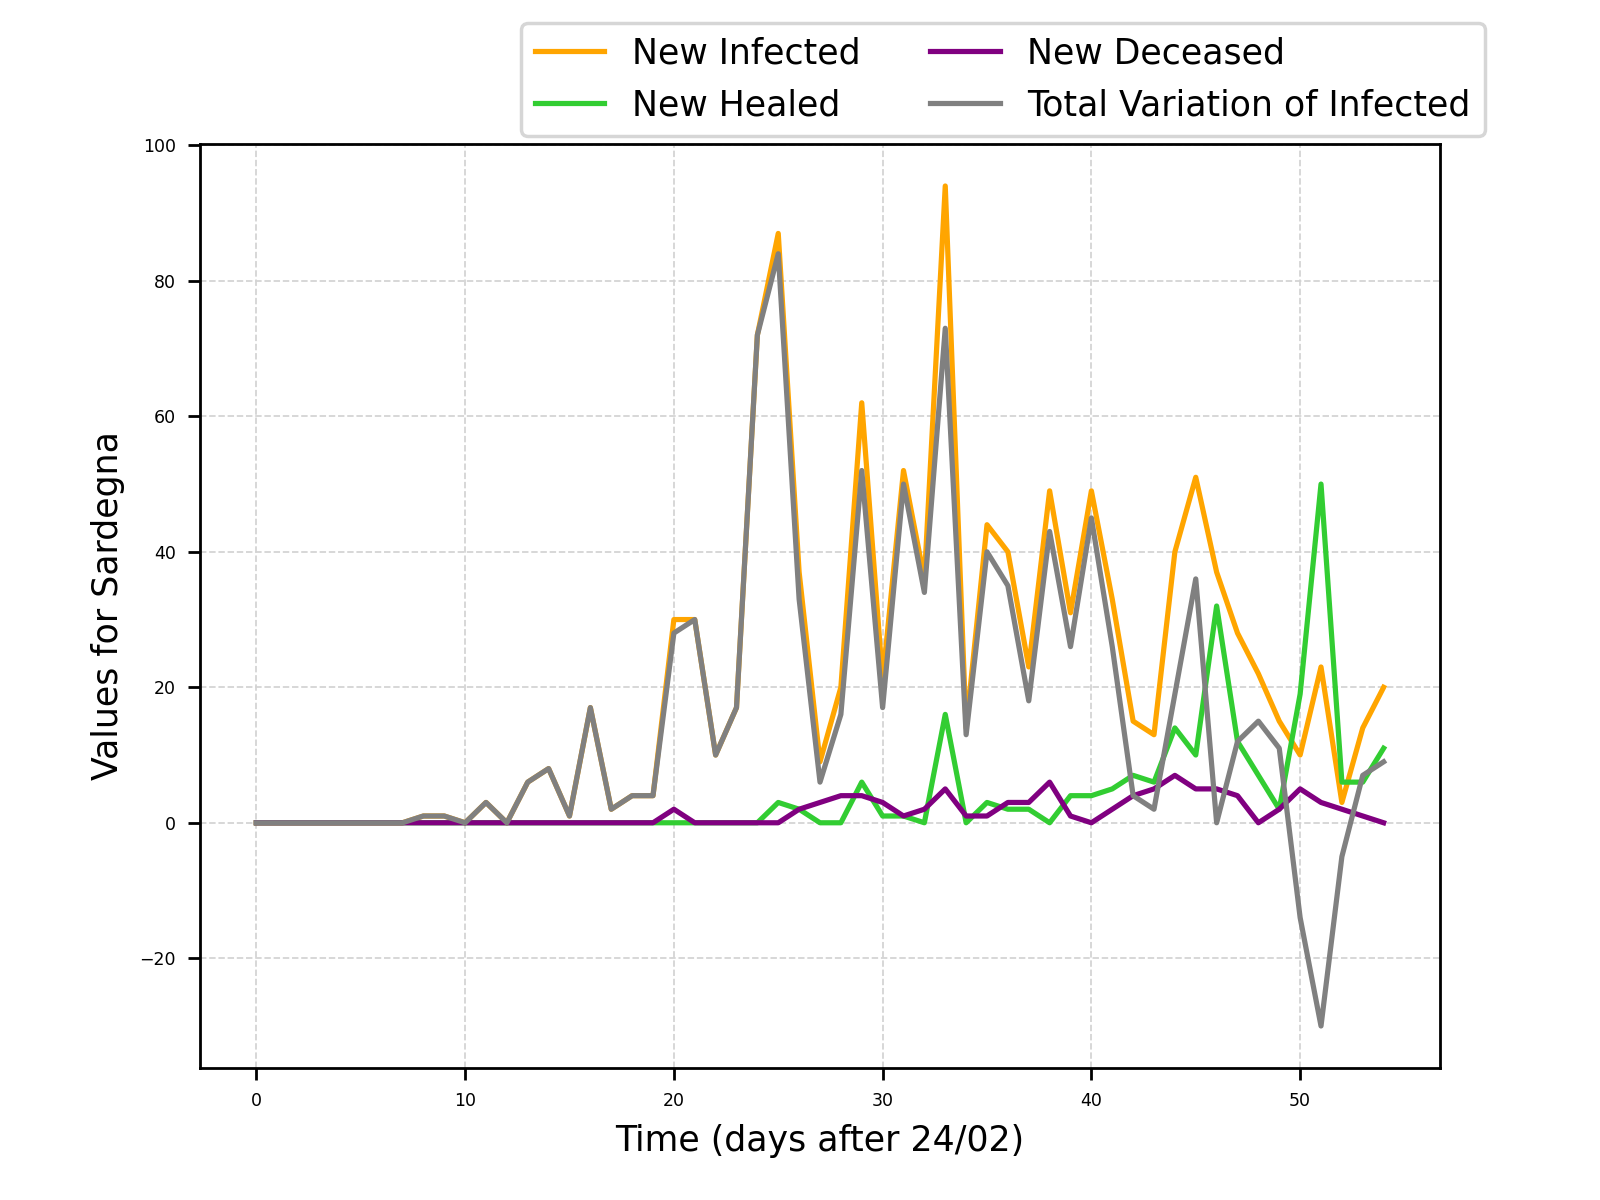 New Infected
New Healed
New Deceased
Total Variation of Infected
100
80
60
40
20
0
−20
Values for Sardegna
0 10 20 30 40 50
Time (days after 24/02)